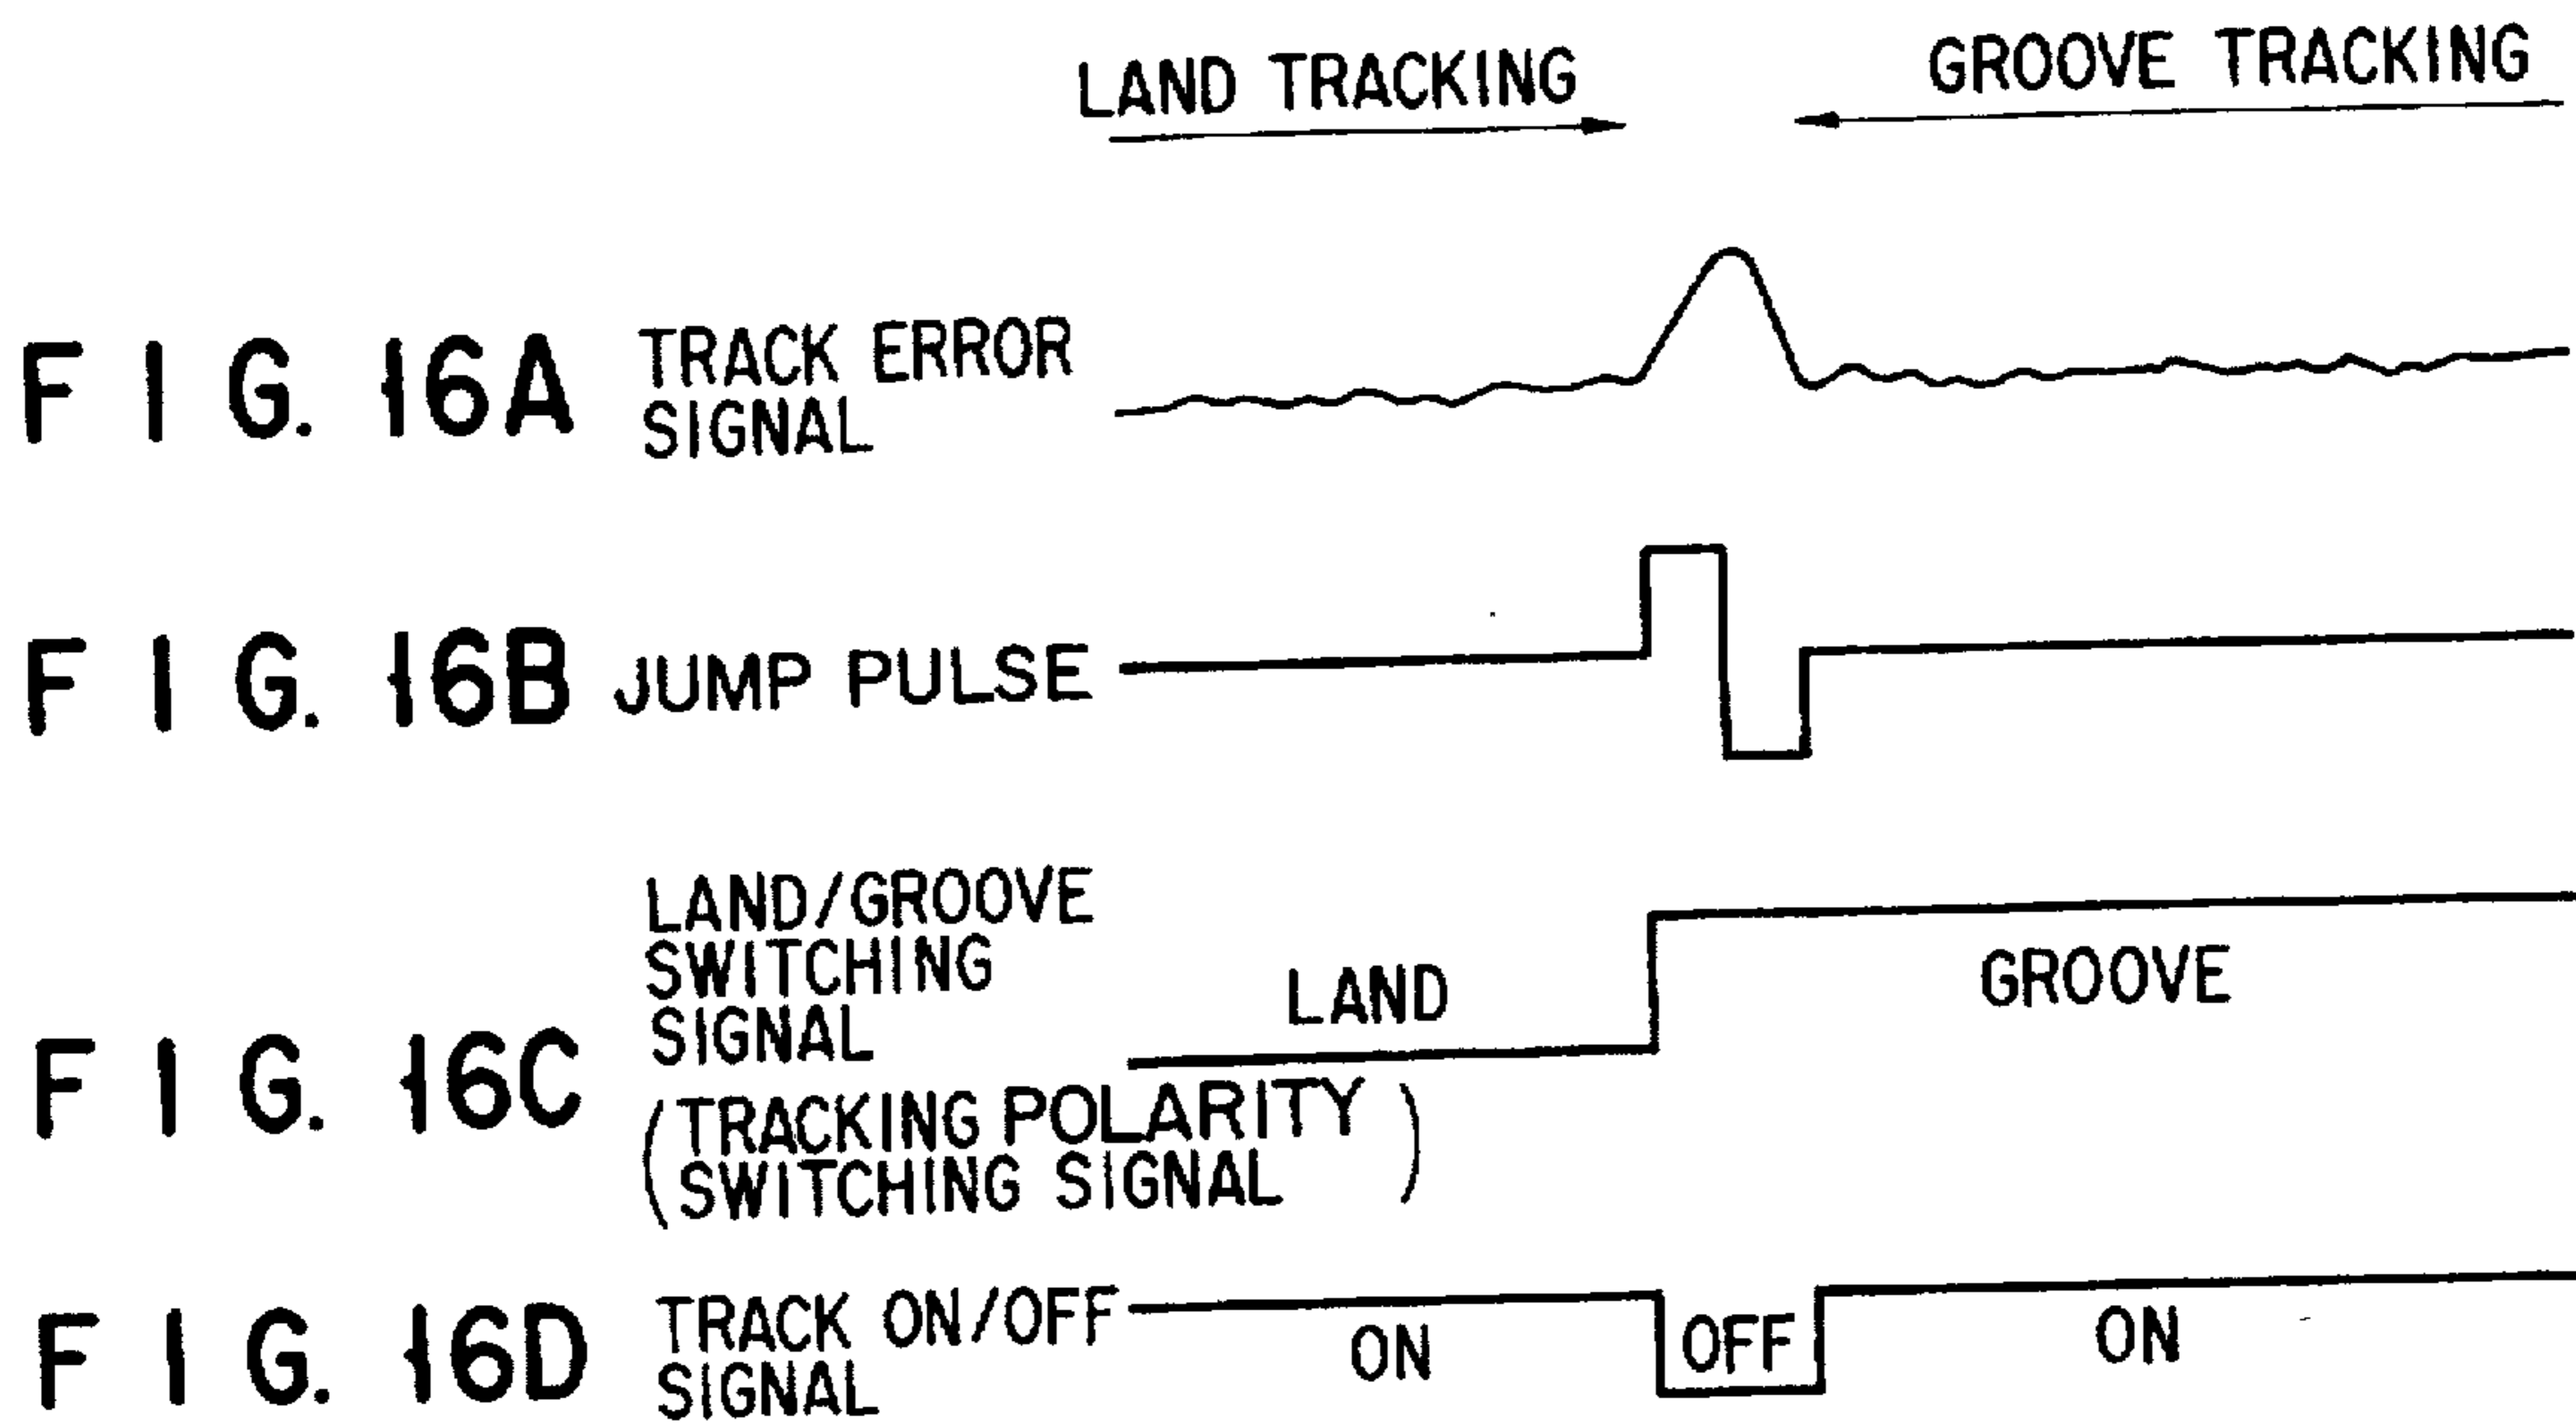 LAND TRACKING
GROOVE TRACKING
FIG. 16A
TRACK ERROR
SIGNAL
FIG. 16B
JUMP PULSE
FIG. 16C
LAND/GROOVE
SWITCHING
SIGNAL
(TRACKING POLARITY
SWITCHING SIGNAL)
LAND
GROOVE
FIG. 16D
TRACK ON/OFF
SIGNAL
ON
OFF
ON